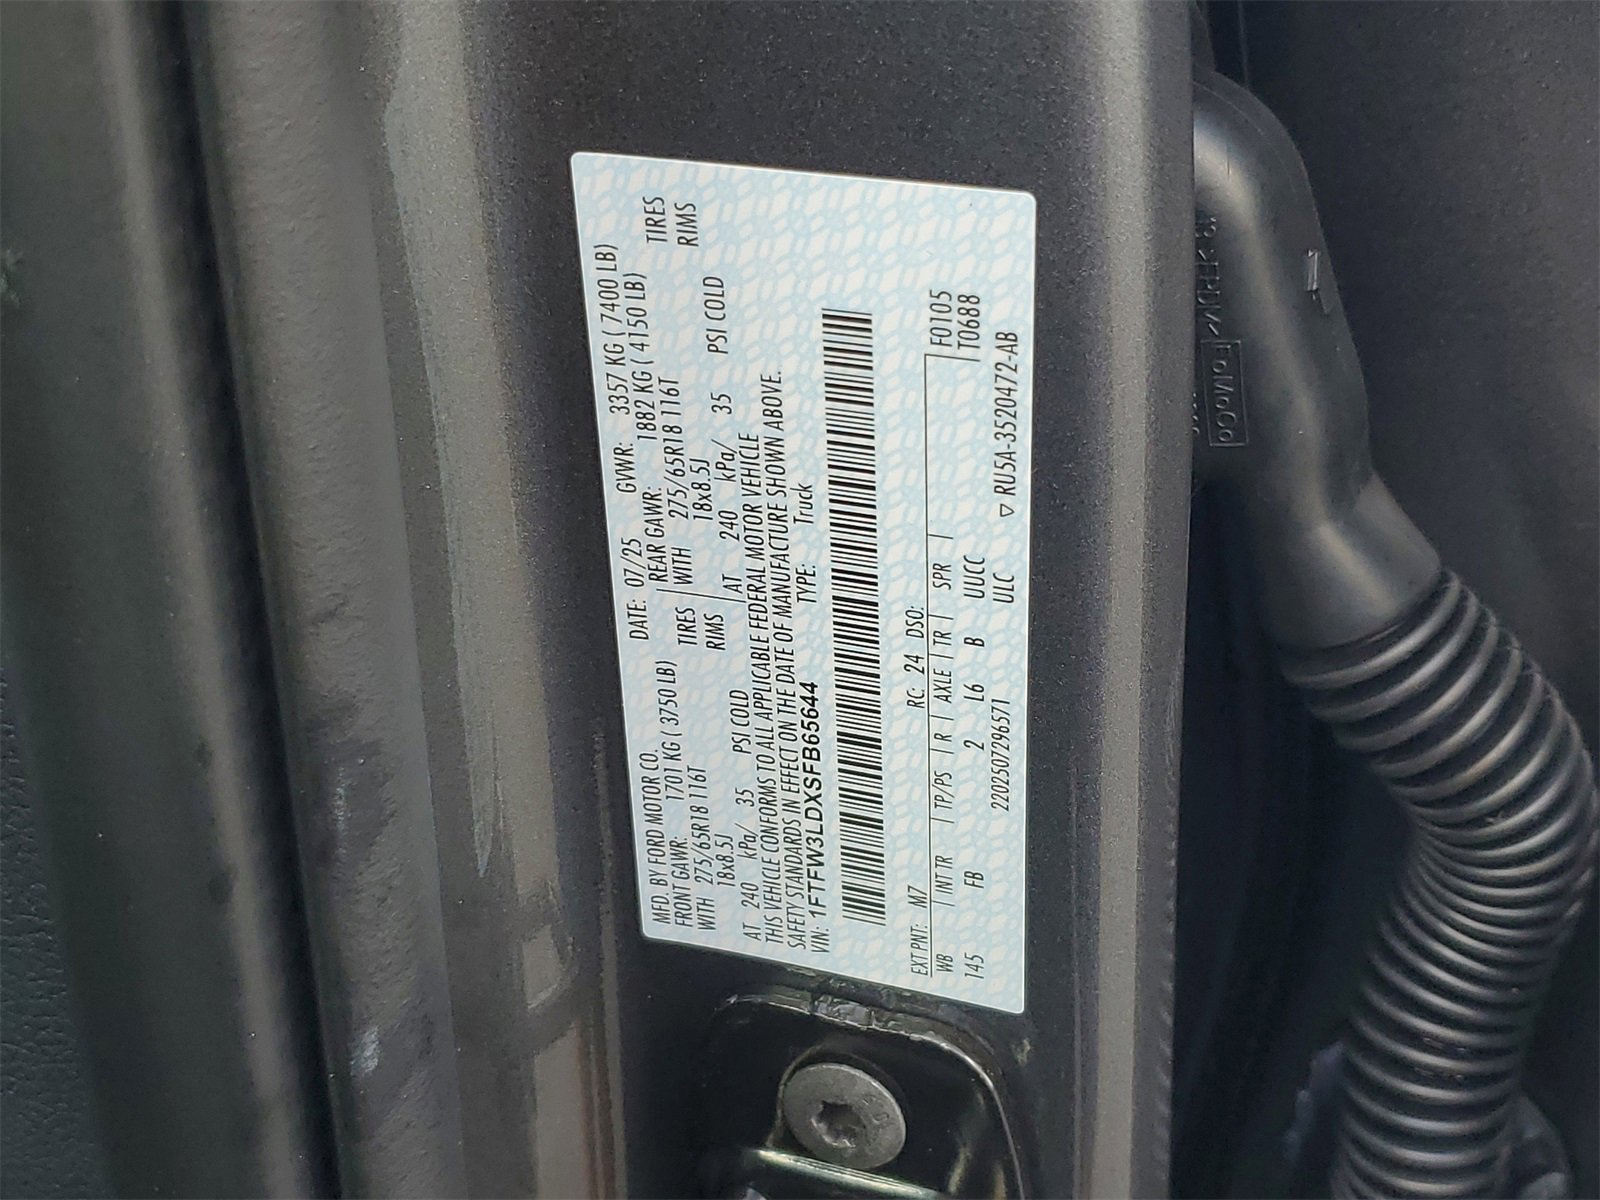 MFD. BY FORD MOTOR CO.
DATE: 07/25 GVWR: 3357 KG ( 7400 LB)
FRONT GAWR: 1701 KG ( 3750 LB)
REAR GAWR: 1882 KG ( 4150 LB)
WITH 275/65R18 116T TIRES
WITH 275/65R18 116T TIRES
18x8.5J RIMS
18x8.5J RIMS
AT 240 kPa/ 35 PSI COLD
AT 240 kPa/ 35 PSI COLD
THIS VEHICLE CONFORMS TO ALL APPLICABLE FEDERAL MOTOR VEHICLE
SAFETY STANDARDS IN EFFECT ON THE DATE OF MANUFACTURE SHOWN ABOVE.
VIN: 1FTFW3LDXSFB65644 TYPE: Truck
EXT PNT: M7 RC: 24 DSO: F0105
WB | INT TR | TP/PS | R | AXLE | TR | SPR | T0688
145 FB 2 L6 B UUCC
220250729657​1 ULC ▽ RU5A-3520472-AB
FoMoCo